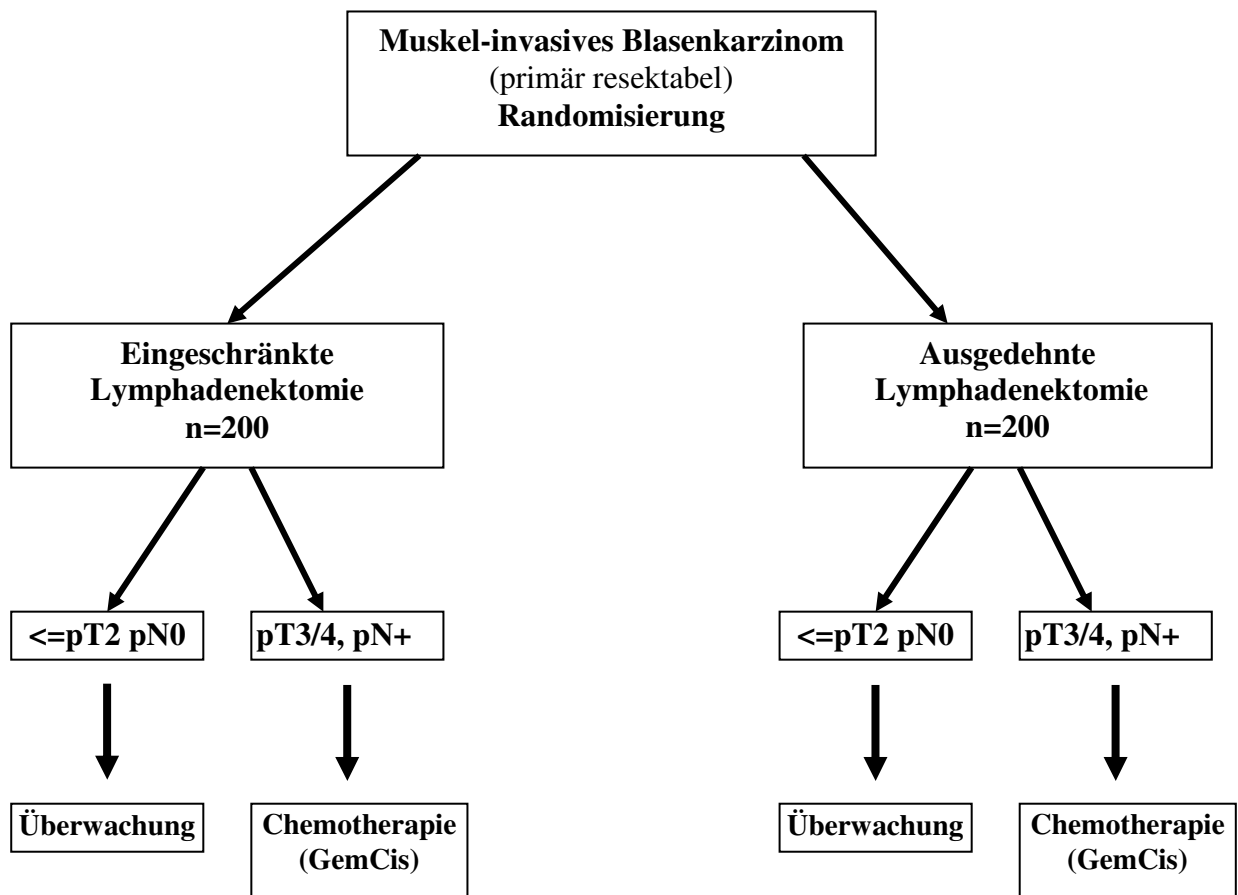 Muskel-invasives Blasenkarzinom
(primär resektabel)
Randomisierung
Eingeschränkte
Lymphadenektomie
n=200
Ausgedehnte
Lymphadenektomie
n=200
<=pT2 pN0
pT3/4, pN+
<=pT2 pN0
pT3/4, pN+
Überwachung
Chemotherapie
(GemCis)
Überwachung
Chemotherapie
(GemCis)